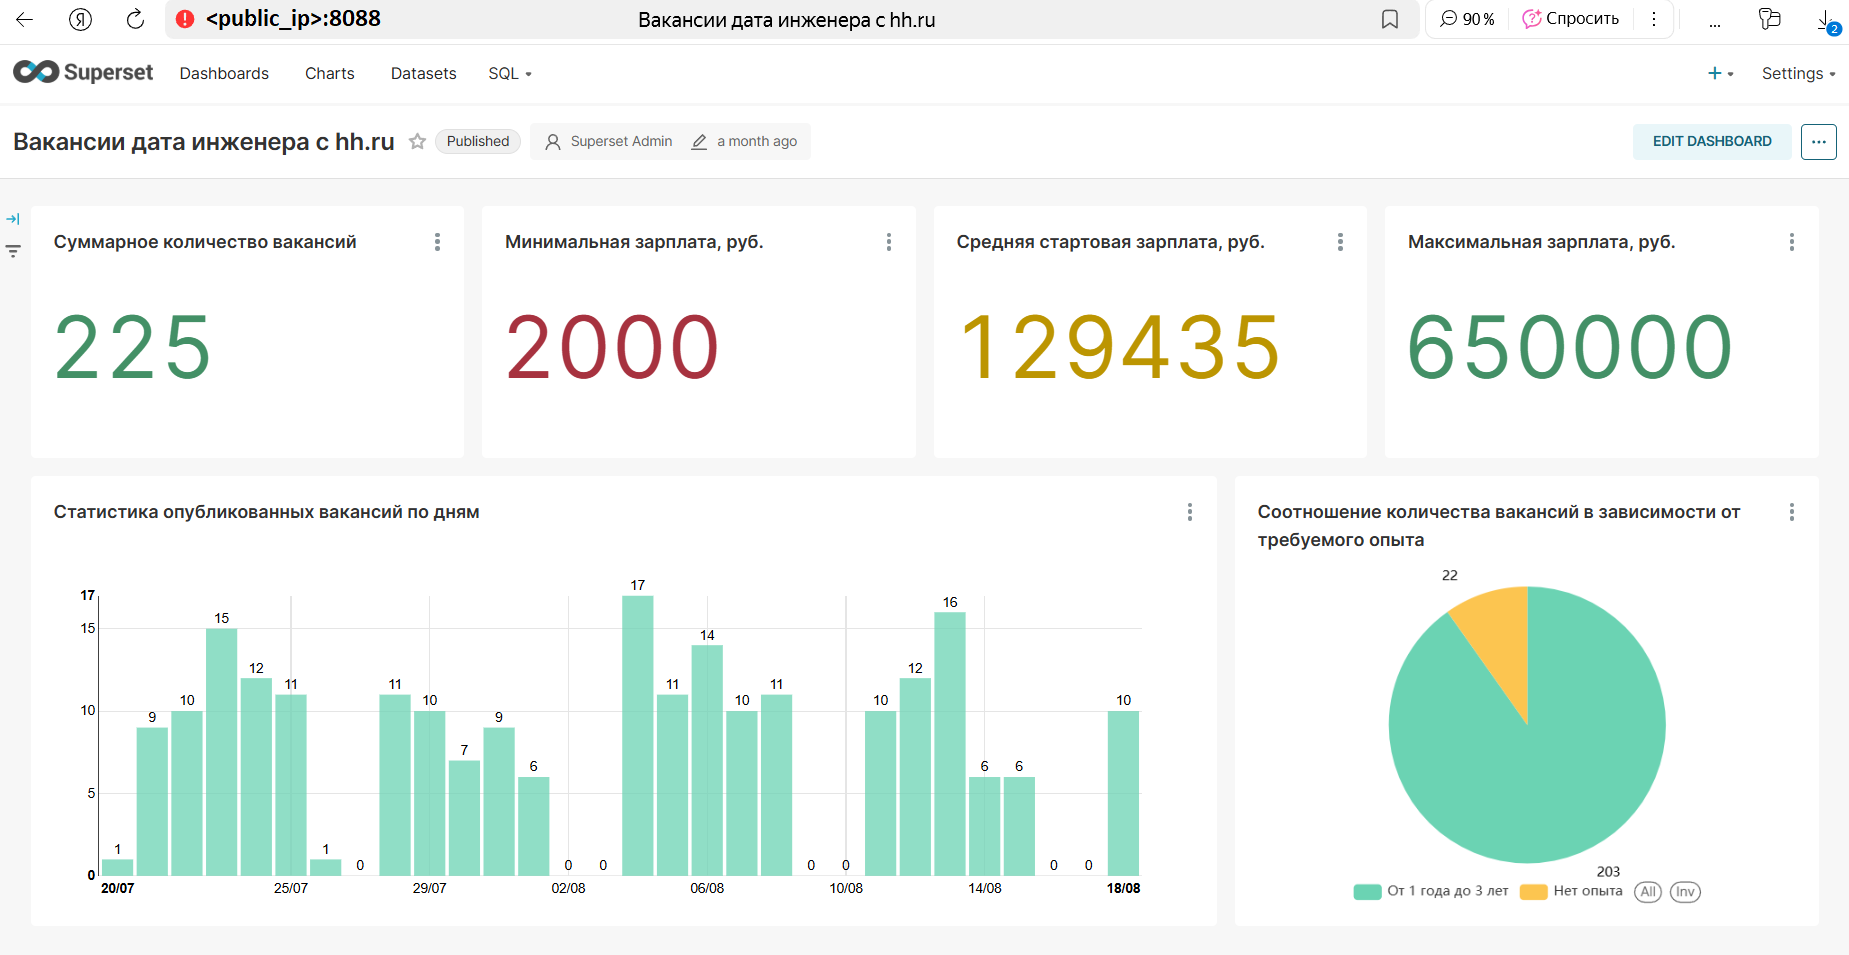 <public_ip>:8088
Вакансии дата инженера с hh.ru
90 %
Спросить
...
2
Superset
Dashboards
Charts
Datasets
SQL
+
Settings
Вакансии дата инженера с hh.ru
Published
Superset Admin
a month ago
EDIT DASHBOARD
Суммарное количество вакансий
225
Минимальная зарплата, руб.
2000
Средняя стартовая зарплата, руб.
129435
Максимальная зарплата, руб.
650000
Статистика опубликованных вакансий по дням
17
15
10
5
0
1
9
10
15
12
11
1
0
11
10
7
9
6
0
0
17
11
14
10
11
0
0
10
12
16
6
6
0
0
10
20/07
25/07
29/07
02/08
06/08
10/08
14/08
18/08
Соотношение количества вакансий в зависимости от
требуемого опыта
22
203
От 1 года до 3 лет
Нет опыта
All
Inv